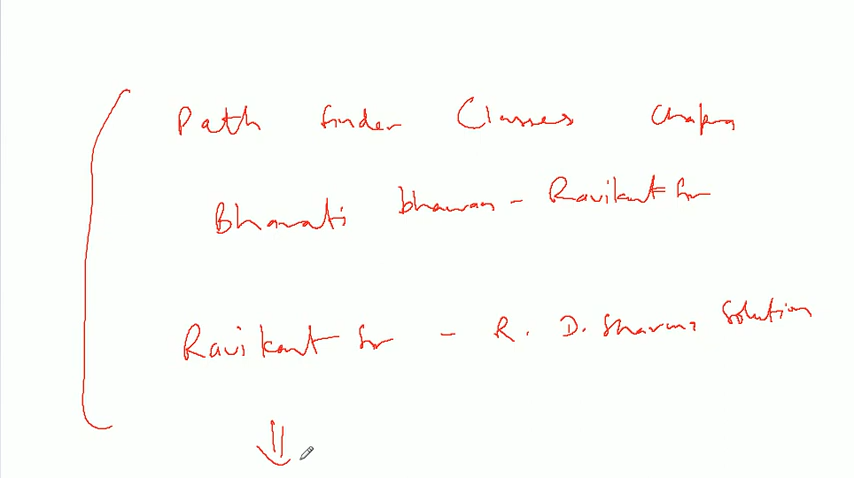 Path finder Classes Chapra
Bharati bhawan - Ravikant Sir
Ravikant Sir - R. D. Sharma Solution